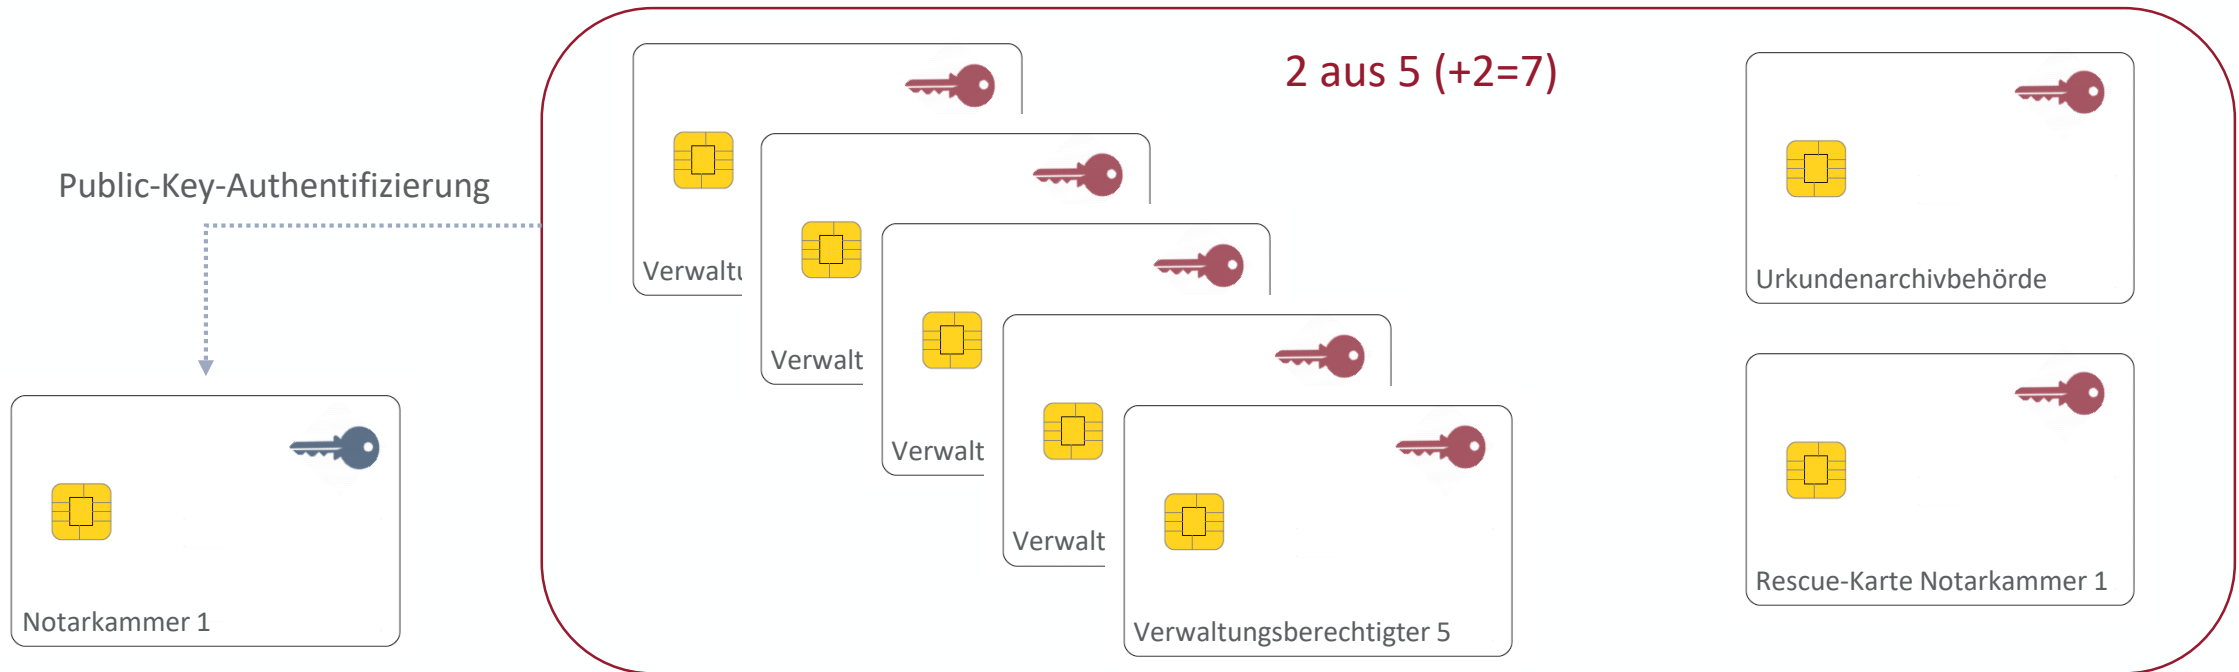 2 aus 5 (+2=7)
Public-Key-Authentifizierung
Verwaltu
Urkundenarchivbehörde
Verwalt
Verwalt
Verwalt
Rescue-Karte Notarkammer 1
Notarkammer 1
Verwaltungsberechtigter 5